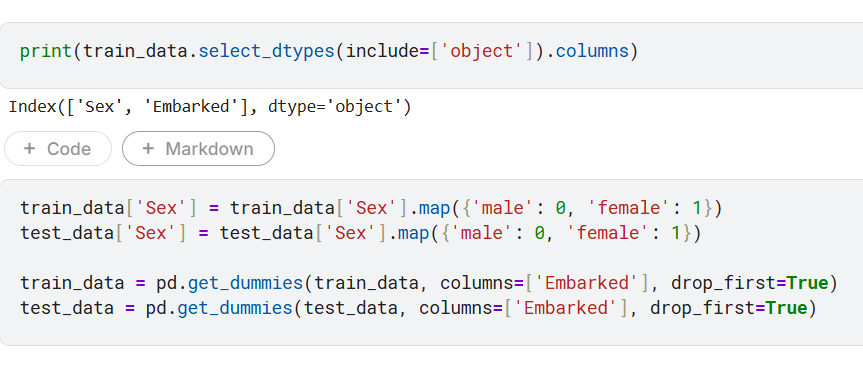 print(train_data.select_dtypes(include=['object']).columns)
Index(['Sex', 'Embarked'], dtype='object')
+ Code + Markdown
train_data['Sex'] = train_data['Sex'].map({'male': 0, 'female': 1})
test_data['Sex'] = test_data['Sex'].map({'male': 0, 'female': 1})
train_data = pd.get_dummies(train_data, columns=['Embarked'], drop_first=True)
test_data = pd.get_dummies(test_data, columns=['Embarked'], drop_first=True)